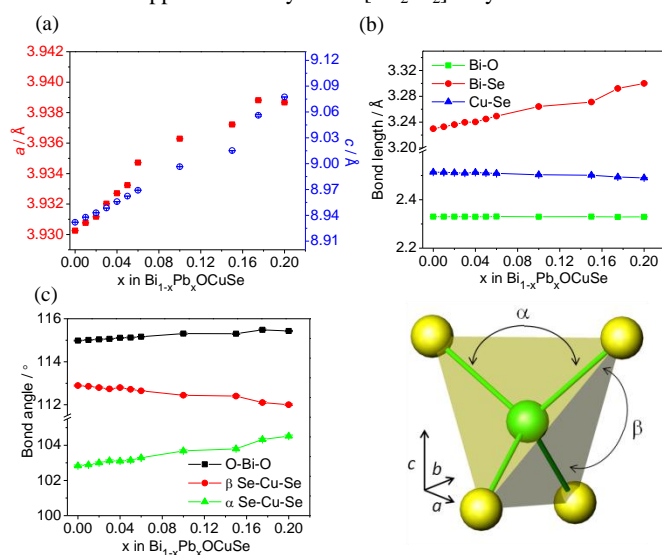 (a)
3.942
3.940
3.938
3.936
3.933
3.932
3.930
a / Å
9.12
9.09
9.06
9.03
9.00
8.97
8.94
8.91
c / Å
0.00 0.04 0.08 0.12 0.16 0.20
x in Bi1-xPbxOCuSe
(b)
Bi-O
Bi-Se
Cu-Se
3.32
3.28
3.24
3.20
2.4
2.2
Bond length / Å
0.00 0.04 0.08 0.12 0.16 0.20
x in Bi1-xPbxOCuSe
(c)
116
112
104
102
100
Bond angle / °
O-Bi-O
β Se-Cu-Se
α Se-Cu-Se
0.00 0.04 0.08 0.12 0.16 0.20
x in Bi1-xPbxOCuSe
α
β
c
b
a